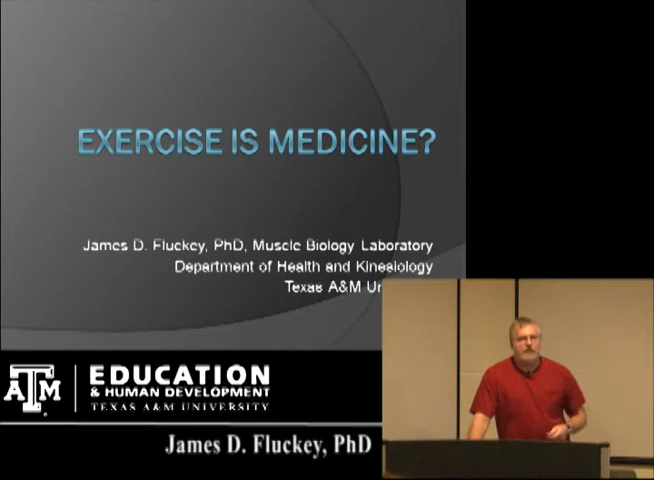 EXERCISE IS MEDICINE?
James D. Fluckey, PhD, Muscle Biology Laboratory
Department of Health and Kinesiology
Texas A&M
ATM
EDUCATION
& HUMAN DEVELOPMENT
TEXAS A&M UNIVERSITY
James D. Fluckey, PhD